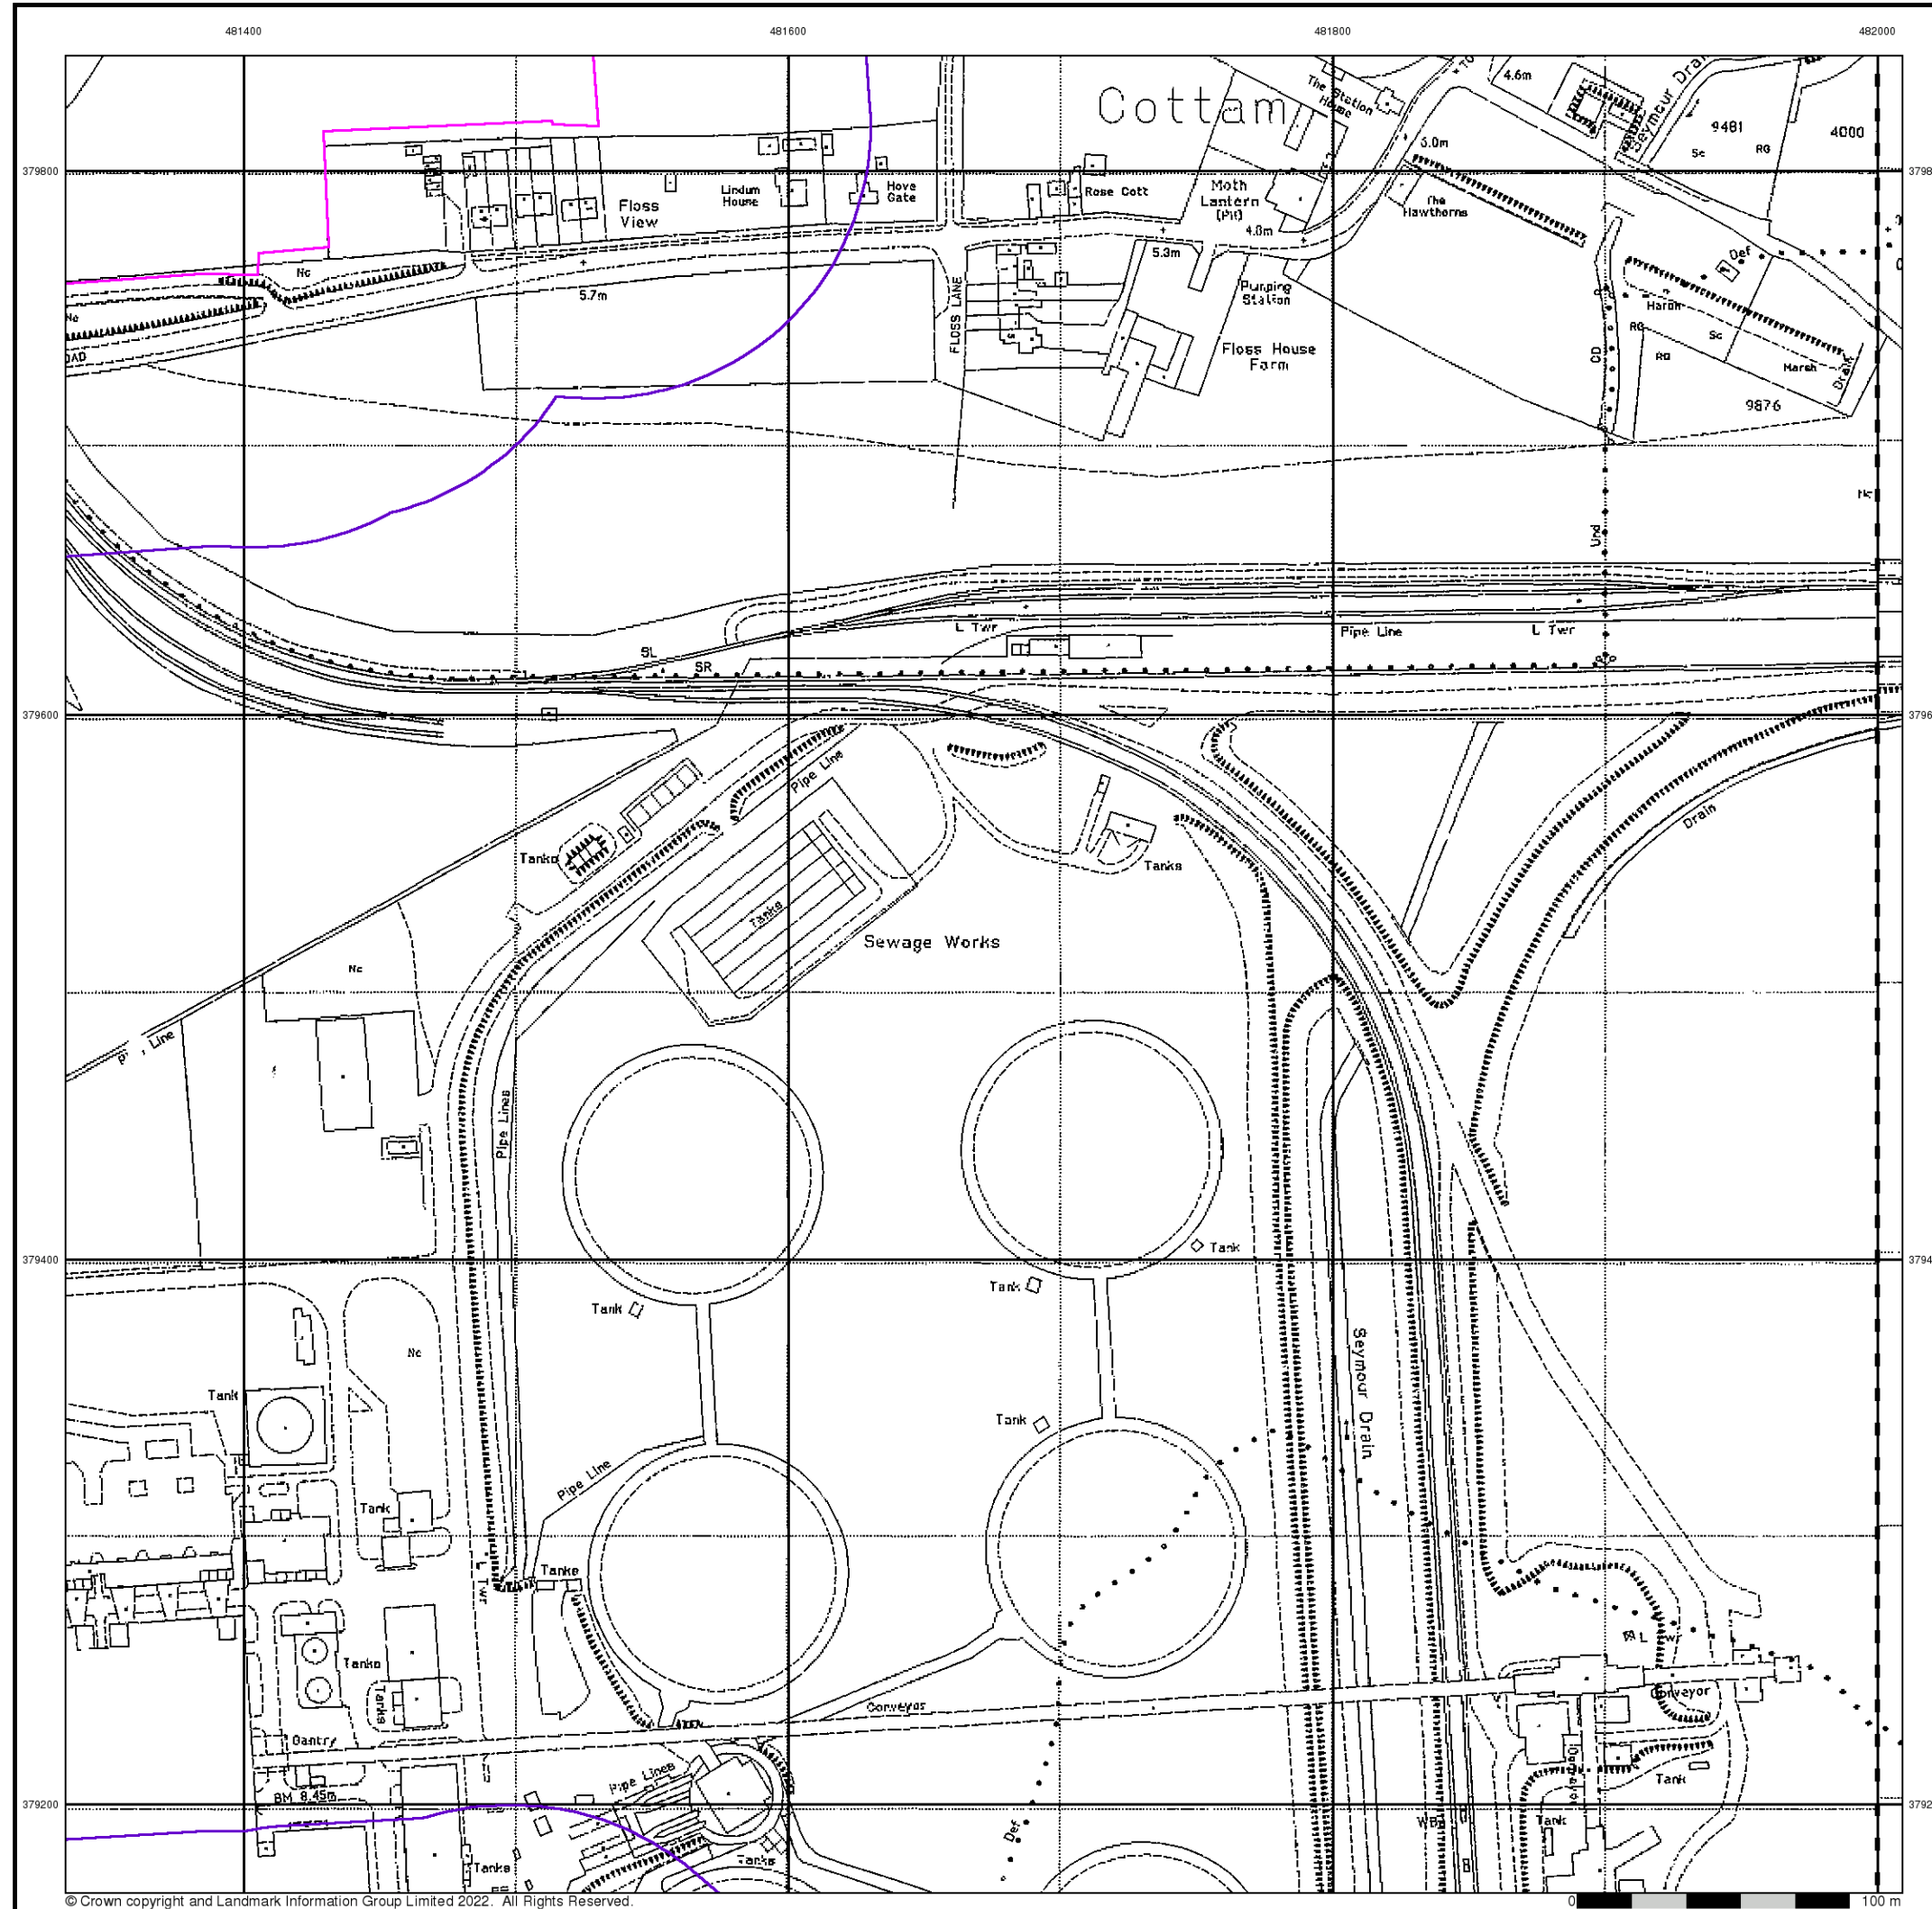 481400
481600
481800
482000
Cottam
The Station
House
4.6m
Seymour Drain
9481
4000
Sc
RG
6.0m
379800
Lindum
House
Hove
Gate
Rose Cott
Moth
Lantern
(PH)
The
Hawthorns
Floss
View
4.8m
5.3m
Def
Nc
5.7m
FLOSS LANE
Pumping
Station
Marsh
RG
Sc
Nc
OAD
Floss House
Farm
CD
RG
Marsh
Drain
9876
Nc
Und
L Twr
Pipe Line
L Twr
SL
SR
379600
Pipe Line
Drain
Tanks
Tanks
Tanks
Sewage Works
Nc
Line
Pipe Lines
379400
Tank
Tank
Tank
Nc
Seymour Drain
Tank
Tank
Pipe Line
Tank
Tanks
L Twr
Tanks
Tanks
Conveyor
Conveyor
Gantry
Pipe Lines
Tank
BM 8.45m
379200
Def
WB
Tank
Tanks
Tanks
© Crown copyright and Landmark Information Group Limited 2022. All Rights Reserved.
0
100 m